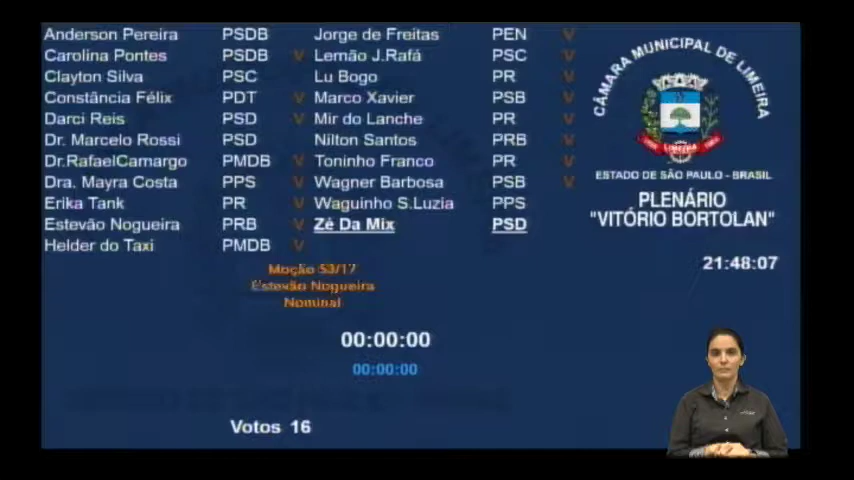 Anderson Pereira PSDB Jorge de Freitas PEN V
Carolina Pontes PSDB V Lemão J.Rafá PSC V
Clayton Silva PSC Lu Bogo PR V
Constância Félix PDT V Marco Xavier PSB V
Darci Reis PSD V Mir do Lanche PR V
Dr. Marcelo Rossi PSD Nilton Santos PRB V
Dr.RafaelCamargo PMDB V Toninho Franco PR V
Dra. Mayra Costa PPS V Wagner Barbosa PSB V
Erika Tank PR V Waguinho S.Luzia PPS
Estevão Nogueira PRB V Zé Da Mix PSD
Helder do Taxi PMDB V
Moção 53/17
Estevão Nogueira
Nominal
00:00:00
00:00:00
Votos 16
CÂMARA MUNICIPAL DE LIMEIRA
LIMEIRA
ESTADO DE SÃO PAULO - BRASIL
PLENÁRIO
"VITÓRIO BORTOLAN"
21:48:07